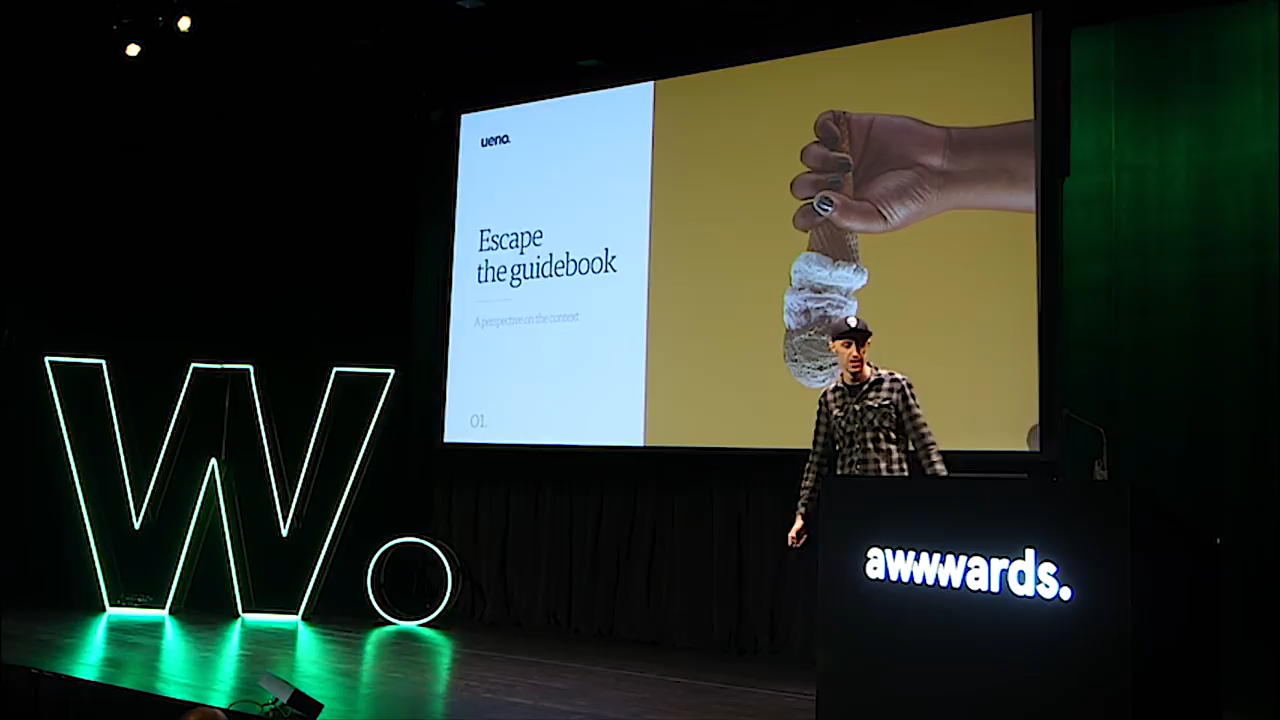 ueno.
Escape
the guidebook
A perspective on the context
01.
W.
awwwards.